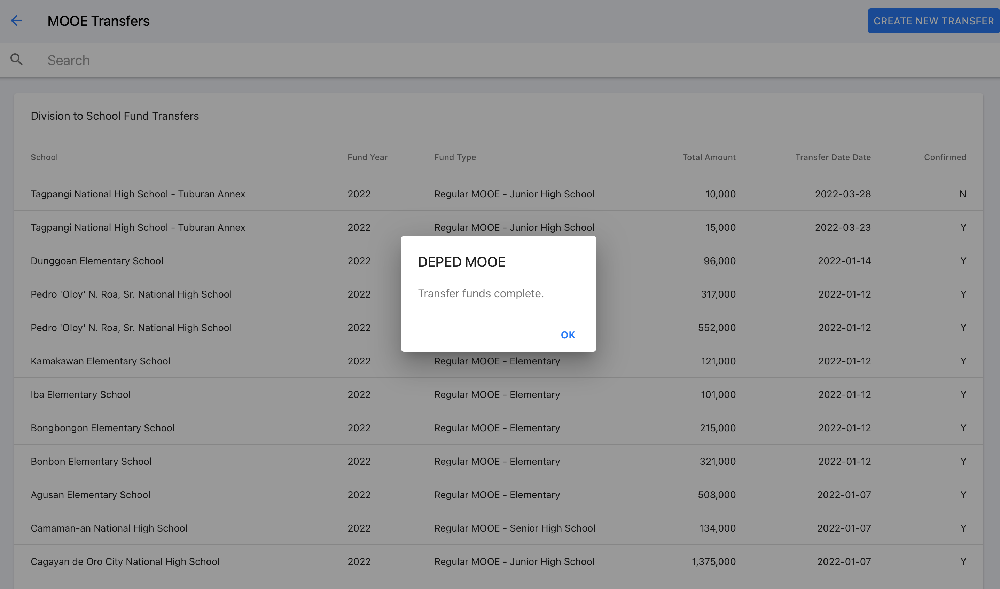 MOOE Transfers
CREATE NEW TRANSFER
Search
Division to School Fund Transfers
School Fund Year Fund Type Total Amount Transfer Date Date Confirmed
Tagpangi National High School - Tuburan Annex 2022 Regular MOOE - Junior High School 10,000 2022-03-28 N
Tagpangi National High School - Tuburan Annex 2022 Regular MOOE - Junior High School 15,000 2022-03-23 Y
Dunggoan Elementary School 2022 96,000 2022-01-14 Y
Pedro 'Oloy' N. Roa, Sr. National High School 2022 317,000 2022-01-12 Y
Pedro 'Oloy' N. Roa, Sr. National High School 2022 552,000 2022-01-12 Y
Kamakawan Elementary School 2022 Regular MOOE - Elementary 121,000 2022-01-12 Y
Iba Elementary School 2022 Regular MOOE - Elementary 101,000 2022-01-12 Y
Bongbongon Elementary School 2022 Regular MOOE - Elementary 215,000 2022-01-12 Y
Bonbon Elementary School 2022 Regular MOOE - Elementary 321,000 2022-01-12 Y
Agusan Elementary School 2022 Regular MOOE - Elementary 508,000 2022-01-07 Y
Camaman-an National High School 2022 Regular MOOE - Senior High School 134,000 2022-01-07 Y
Cagayan de Oro City National High School 2022 Regular MOOE - Junior High School 1,375,000 2022-01-07 Y
DEPED MOOE
Transfer funds complete.
OK